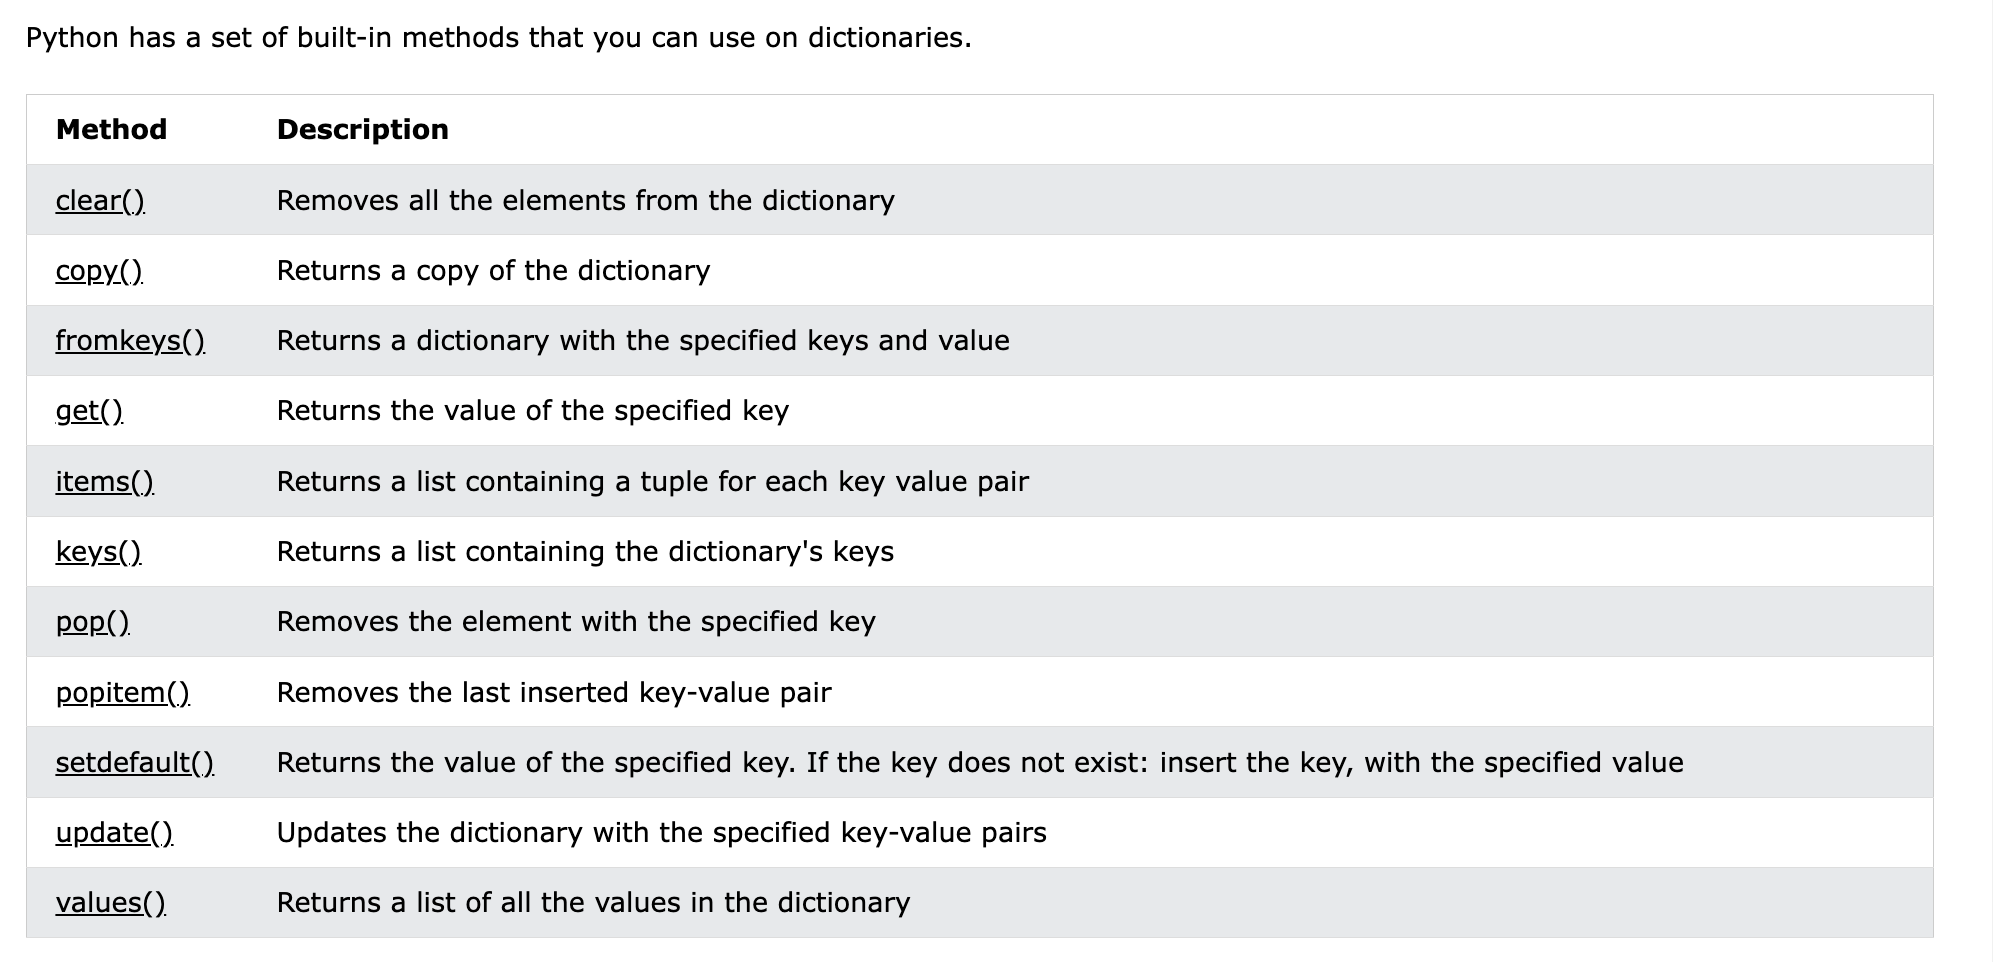 Python has a set of built-in methods that you can use on dictionaries.
Method Description
clear() Removes all the elements from the dictionary
copy() Returns a copy of the dictionary
fromkeys() Returns a dictionary with the specified keys and value
get() Returns the value of the specified key
items() Returns a list containing a tuple for each key value pair
keys() Returns a list containing the dictionary's keys
pop() Removes the element with the specified key
popitem() Removes the last inserted key-value pair
setdefault() Returns the value of the specified key. If the key does not exist: insert the key, with the specified value
update() Updates the dictionary with the specified key-value pairs
values() Returns a list of all the values in the dictionary